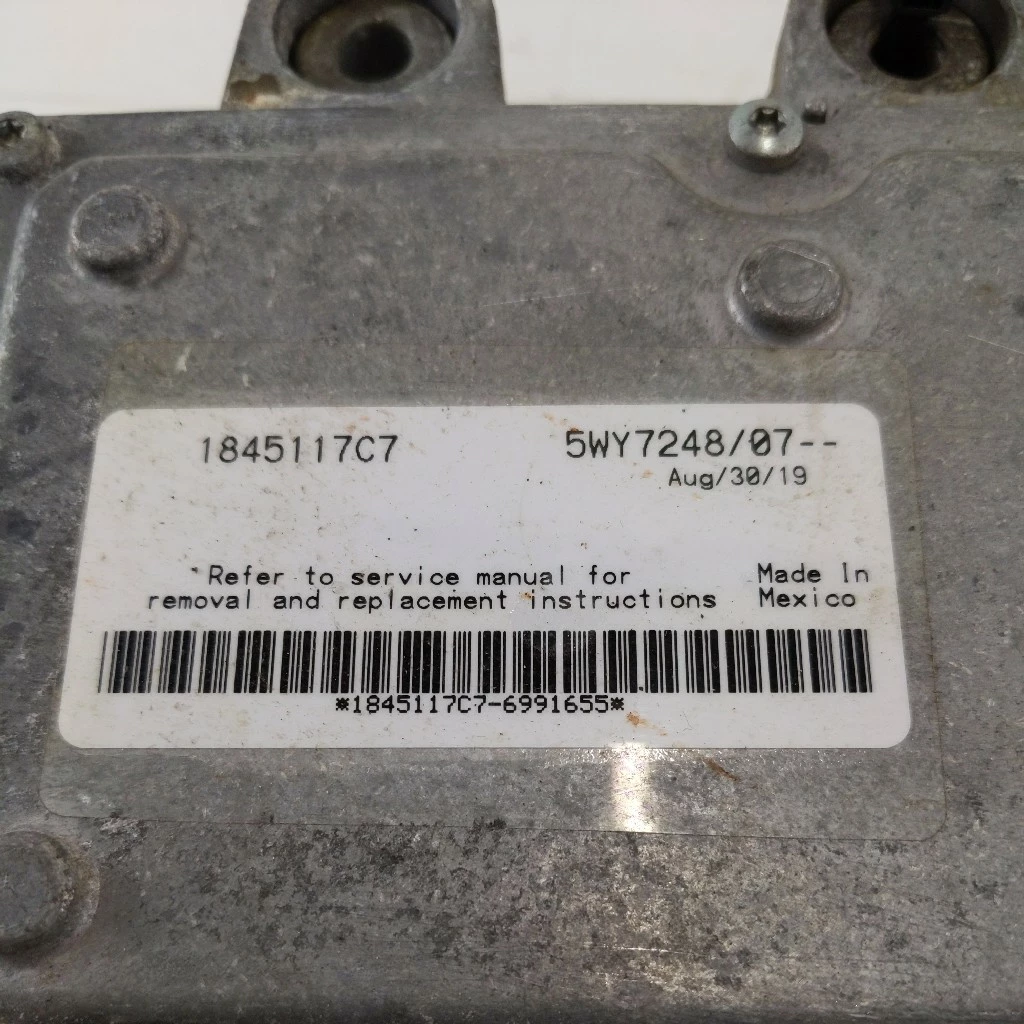 1845117C7 5WY7248/07--
Aug/30/19
Refer to service manual for Made In
removal and replacement instructions Mexico
*1845117C7-6991655*